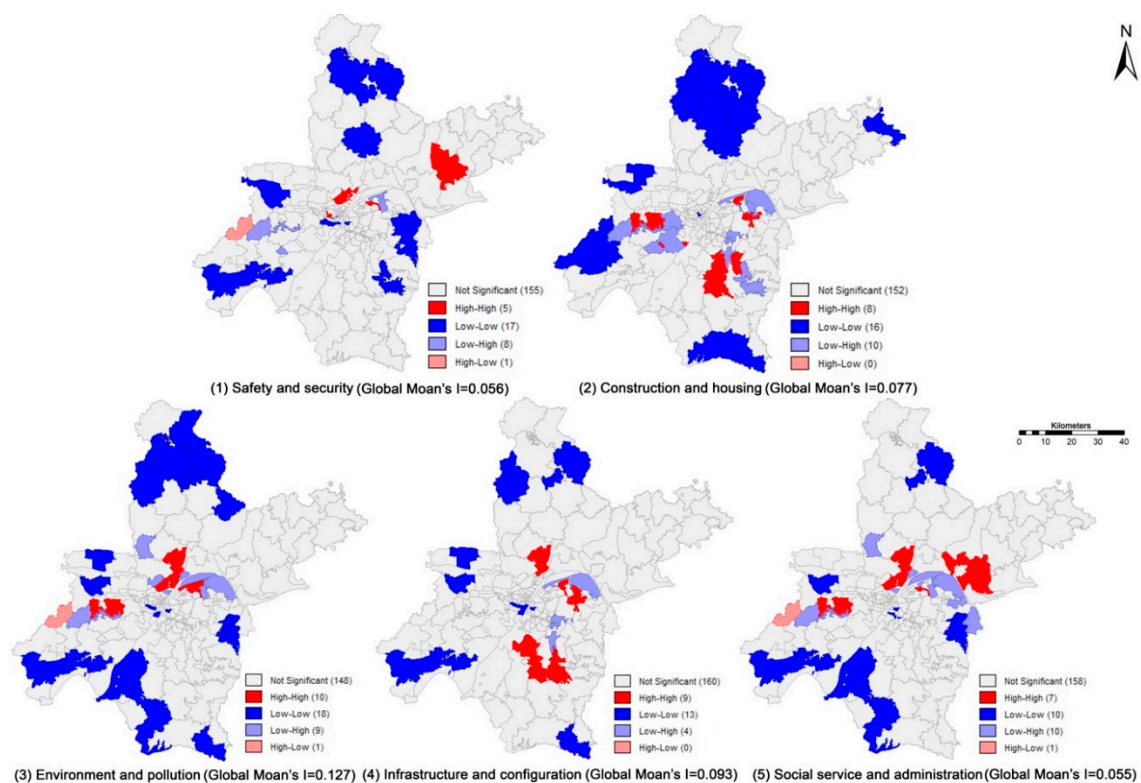 N
Not Significant (155)
High-High (5)
Low-Low (17)
Low-High (8)
High-Low (1)
(1) Safety and security (Global Moan's I=0.056)
Not Significant (152)
High-High (8)
Low-Low (16)
Low-High (10)
High-Low (0)
(2) Construction and housing (Global Moan's I=0.077)
Kilometers
0 5 10 20 30 40
Not Significant (148)
High-High (10)
Low-Low (18)
Low-High (9)
High-Low (1)
(3) Environment and pollution (Global Moan's I=0.127)
Not Significant (160)
High-High (9)
Low-Low (13)
Low-High (4)
High-Low (0)
(4) Infrastructure and configuration (Global Moan's I=0.093)
Not Significant (158)
High-High (7)
Low-Low (10)
Low-High (10)
High-Low (1)
(5) Social service and administration (Global Moan's I=0.055)